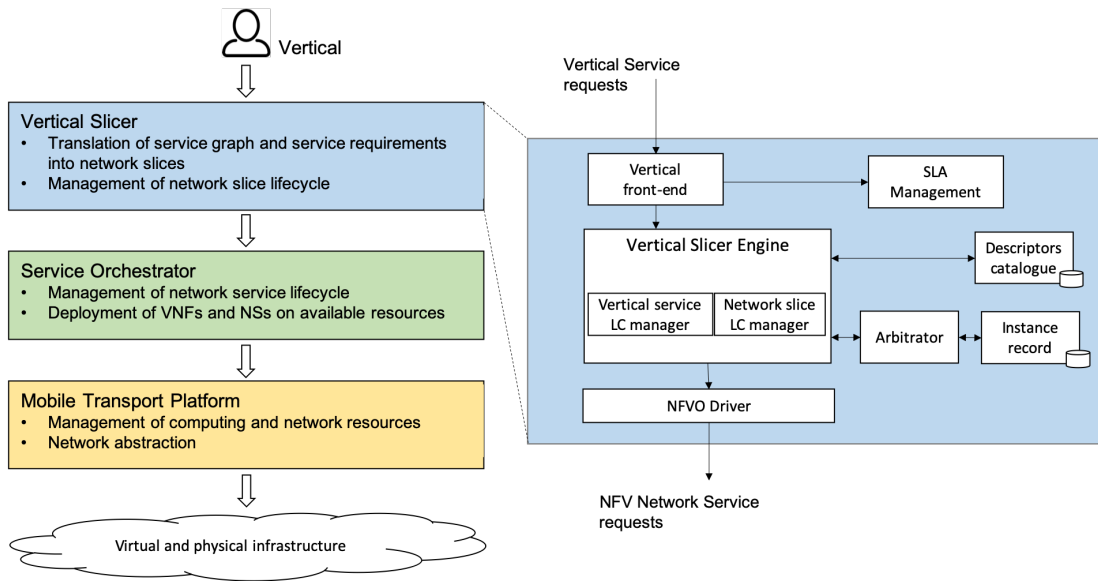 Vertical
Vertical Slicer
• Translation of service graph and service requirements
into network slices
• Management of network slice lifecycle
Service Orchestrator
• Management of network service lifecycle
• Deployment of VNFs and NSs on available resources
Mobile Transport Platform
• Management of computing and network resources
• Network abstraction
Virtual and physical infrastructure
Vertical Service
requests
Vertical
front-end
SLA
Management
Vertical Slicer Engine
Descriptors
catalogue
Vertical service
LC manager
Network slice
LC manager
Arbitrator
Instance
record
NFVO Driver
NFV Network Service
requests